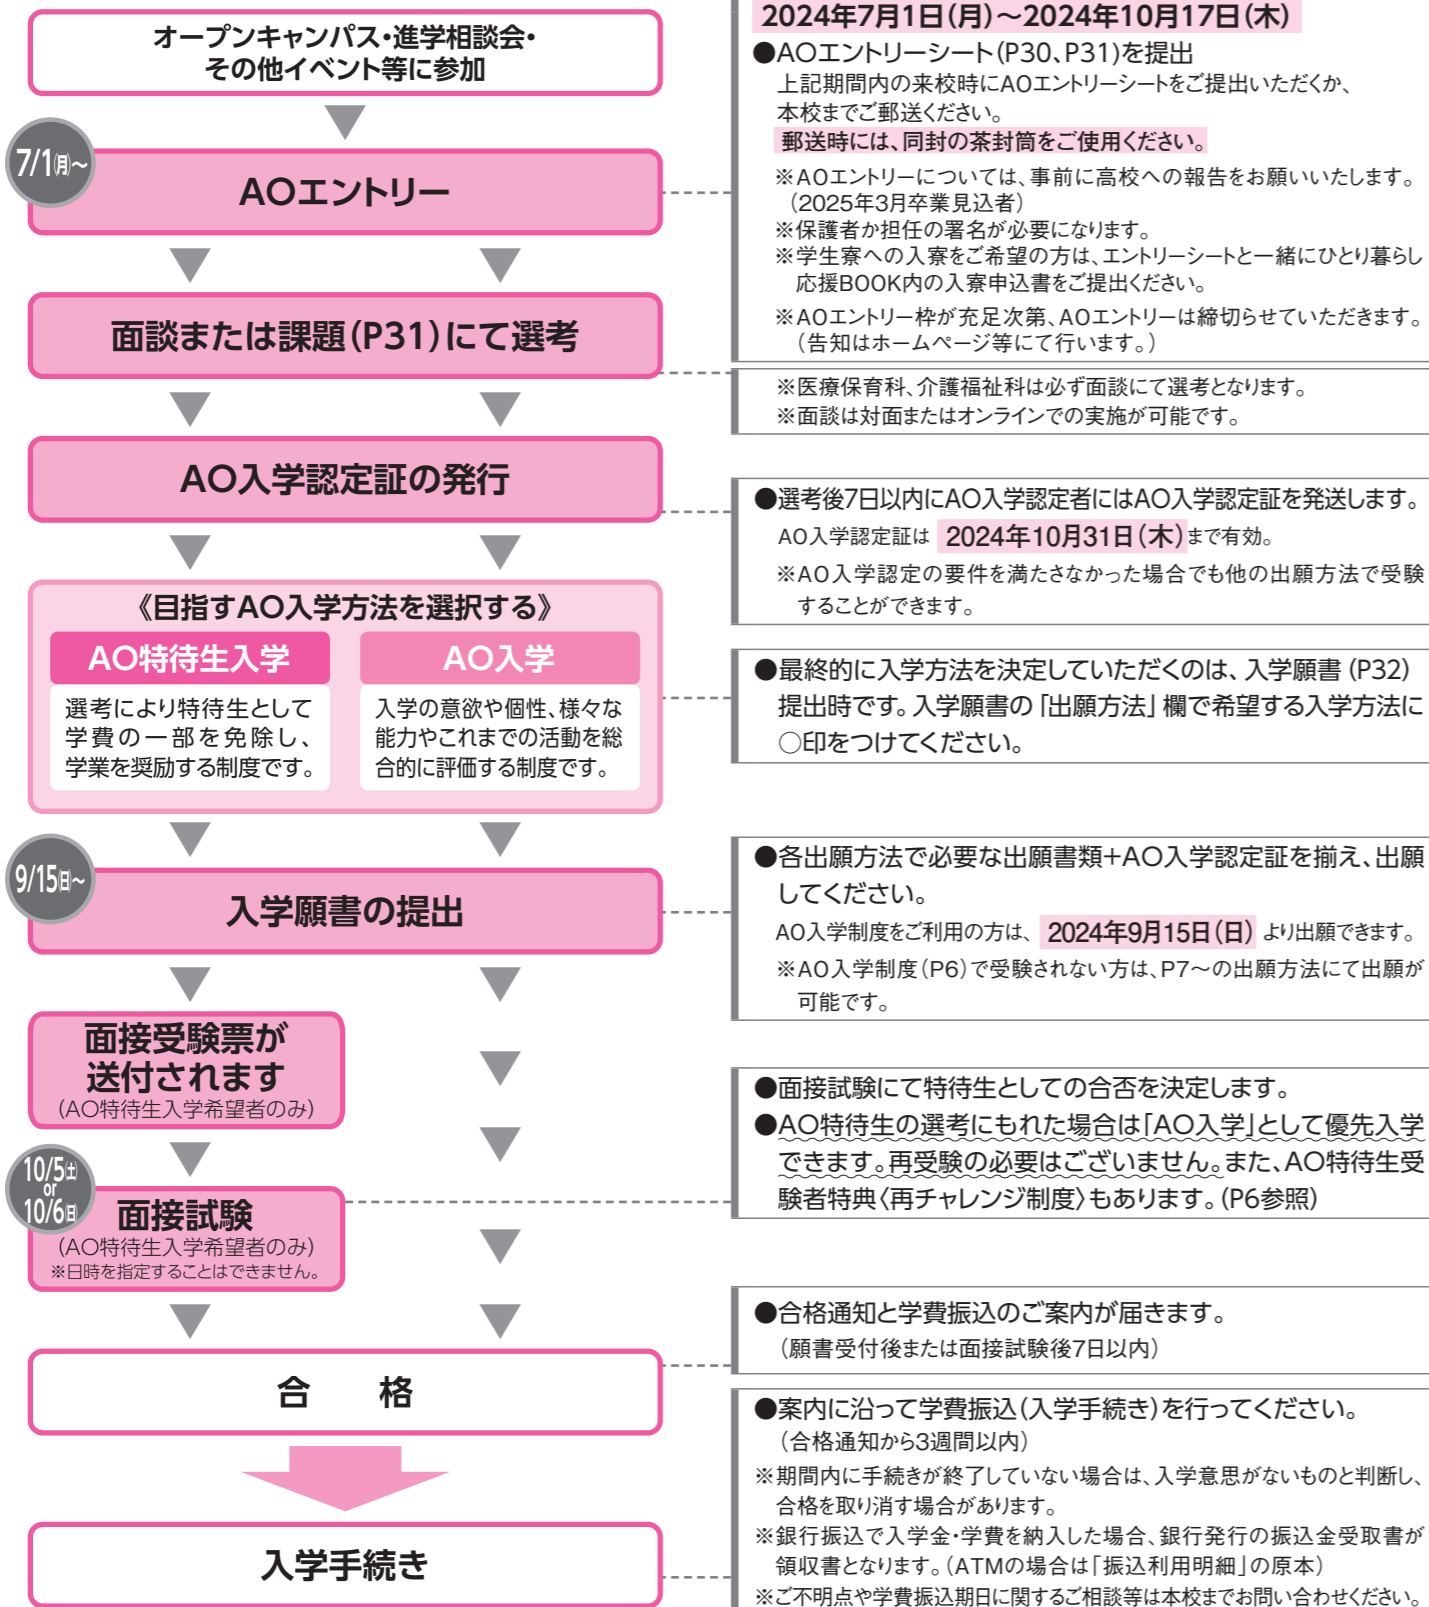 オープンキャンパス・進学相談会・
その他イベント等に参加
7/1(月)～
AOエントリー
面談または課題(P31)にて選考
AO入学認定証の発行
《目指すAO入学方法を選択する》
AO特待生入学
選考により特待生として
学費の一部を免除し、
学業を奨励する制度です。
AO入学
入学の意欲や個性、様々な
能力やこれまでの活動を総
合的に評価する制度です。
9/15(日)～
入学願書の提出
面接受験票が
送付されます
(AO特待生入学希望者のみ)
10/5(土)
or
10/6(日)
面接試験
(AO特待生入学希望者のみ)
※日時を指定することはできません。
合　格
入学手続き
2024年7月1日(月)～2024年10月17日(木)
●AOエントリーシート(P30、P31)を提出
上記期間内の来校時にAOエントリーシートをご提出いただくか、
本校までご郵送ください。
郵送時には、同封の茶封筒をご使用ください。
※AOエントリーについては、事前に高校への報告をお願いいたします。
(2025年3月卒業見込者)
※保護者か担任の署名が必要になります。
※学生寮への入寮をご希望の方は、エントリーシートと一緒にひとり暮らし
応援BOOK内の入寮申込書をご提出ください。
※AOエントリー枠が充足次第、AOエントリーは締切らせていただきます。
(告知はホームページ等にて行います。)
※医療保育科、介護福祉科は必ず面談にて選考となります。
※面談は対面またはオンラインでの実施が可能です。
●選考後7日以内にAO入学認定者にはAO入学認定証を発送します。
AO入学認定証は 2024年10月31日(木)まで有効。
※AO入学認定の要件を満たさなかった場合でも他の出願方法で受験
することができます。
●最終的に入学方法を決定していただくのは、入学願書(P32)
提出時です。入学願書の「出願方法」欄で希望する入学方法に
○印をつけてください。
●各出願方法で必要な出願書類+AO入学認定証を揃え、出願
してください。
AO入学制度をご利用の方は、 2024年9月15日(日) より出願できます。
※AO入学制度(P6)で受験されない方は、P7～の出願方法にて出願が
可能です。
●面接試験にて特待生としての合否を決定します。
●AO特待生の選考にもれた場合は「AO入学」として優先入学
できます。再受験の必要はございません。また、AO特待生受
験者特典〈再チャレンジ制度〉もあります。(P6参照)
●合格通知と学費振込のご案内が届きます。
(願書受付後または面接試験後7日以内)
●案内に沿って学費振込(入学手続き)を行ってください。
(合格通知から3週間以内)
※期間内に手続きが終了していない場合は、入学意思がないものと判断し、
合格を取り消す場合があります。
※銀行振込で入学金・学費を納入した場合、銀行発行の振込金受取書が
領収書となります。(ATMの場合は「振込利用明細」の原本)
※ご不明点や学費振込期日に関するご相談等は本校までお問い合わせください。